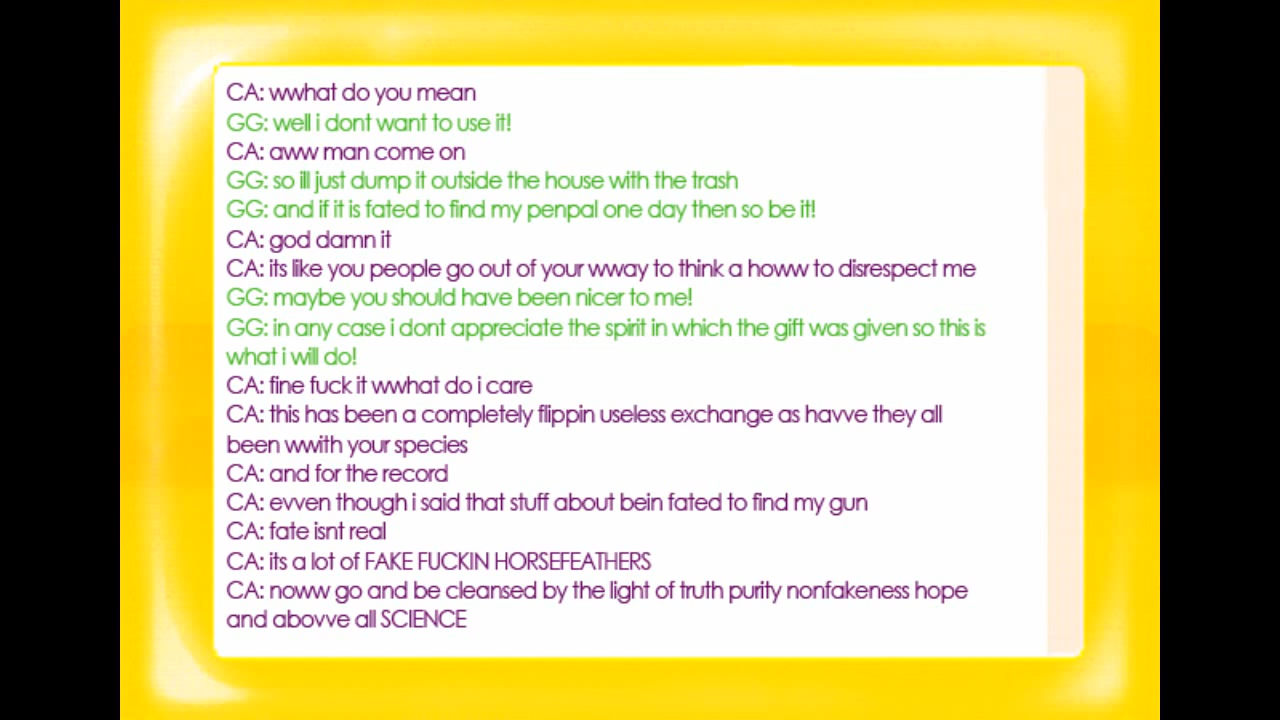 CA: wwhat do you mean
GG: well i dont want to use it!
CA: aww man come on
GG: so ill just dump it outside the house with the trash
GG: and if it is fated to find my penpal one day then so be it!
CA: god damn it
CA: its like you people go out of your wway to think a howw to disrespect me
GG: maybe you should have been nicer to me!
GG: in any case i dont appreciate the spirit in which the gift was given so this is
what i will do!
CA: fine fuck it wwhat do i care
CA: this has been a completely flippin useless exchange as havve they all
been wwith your species
CA: and for the record
CA: evven though i said that stuff about bein fated to find my gun
CA: fate isnt real
CA: its a lot of FAKE FUCKIN HORSEFEATHERS
CA: noww go and be cleansed by the light of truth purity nonfakeness hope
and abovve all SCIENCE